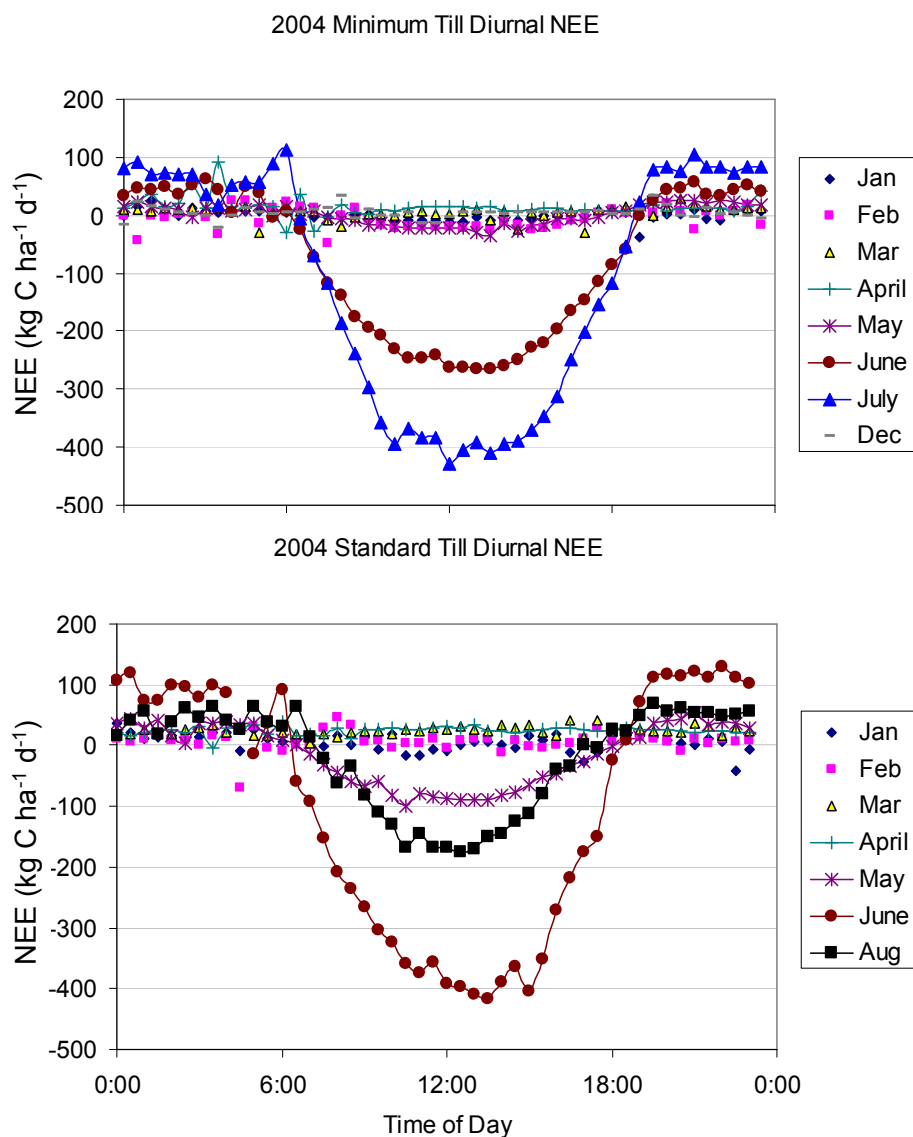 2004 Minimum Till Diurnal NEE
NEE (kg C ha⁻¹ d⁻¹)
200
100
0
-100
-200
-300
-400
-500
Jan
Feb
Mar
April
May
June
July
Dec
2004 Standard Till Diurnal NEE
NEE (kg C ha⁻¹ d⁻¹)
200
100
0
-100
-200
-300
-400
-500
0:00 6:00 12:00 18:00 0:00
Time of Day
Jan
Feb
Mar
April
May
June
Aug